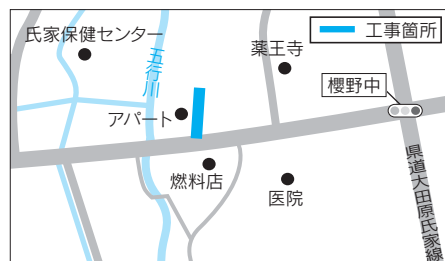 氏家保健センター
五行川
薬王寺
工事箇所
櫻野中
アパート
燃料店
医院
県道大田原氏家線